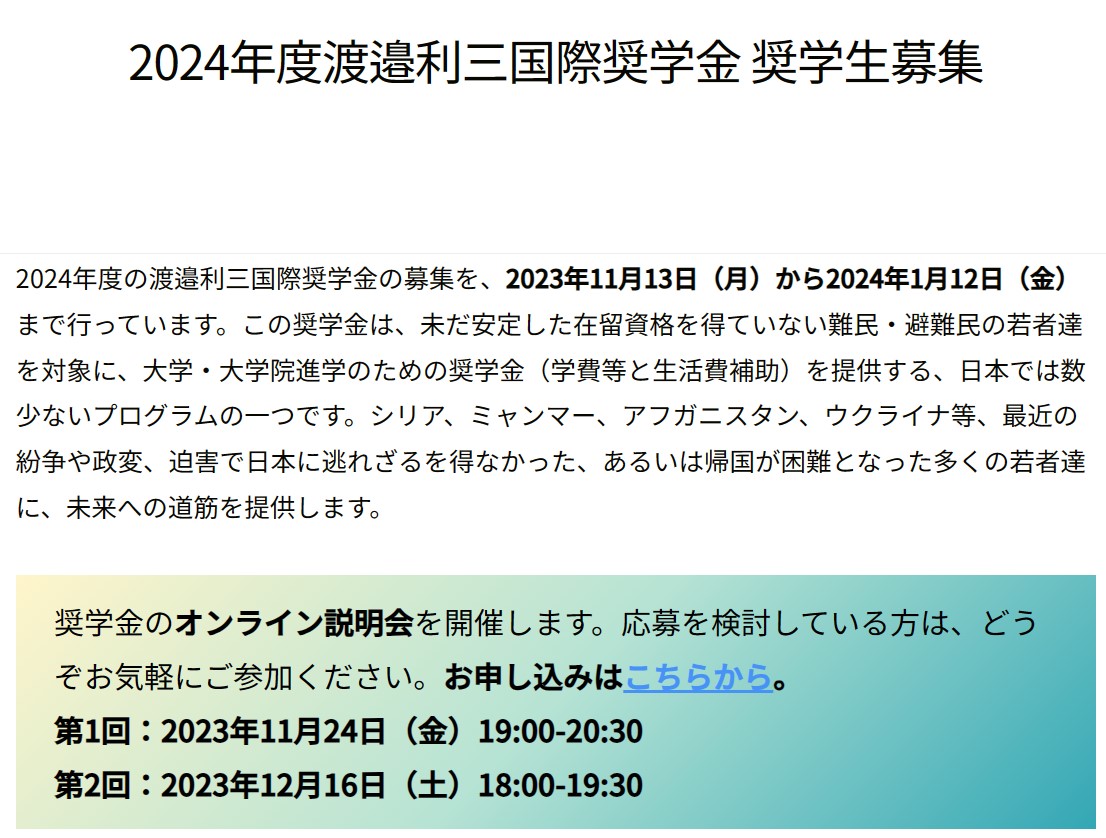 2024年度渡邉利三国際奨学金 奨学生募集
2024年度の渡邉利三国際奨学金の募集を、2023年11月13日（月）から2024年1月12日（金）
まで行っています。この奨学金は、未だ安定した在留資格を得ていない難民・避難民の若者達
を対象に、大学・大学院進学のための奨学金（学費等と生活費補助）を提供する、日本では数
少ないプログラムの一つです。シリア、ミャンマー、アフガニスタン、ウクライナ等、最近の
紛争や政変、迫害で日本に逃れざるを得なかった、あるいは帰国が困難となった多くの若者達
に、未来への道筋を提供します。
奨学金のオンライン説明会を開催します。応募を検討している方は、どう
ぞお気軽にご参加ください。お申し込みはこちらから。
第1回：2023年11月24日（金）19:00-20:30
第2回：2023年12月16日（土）18:00-19:30